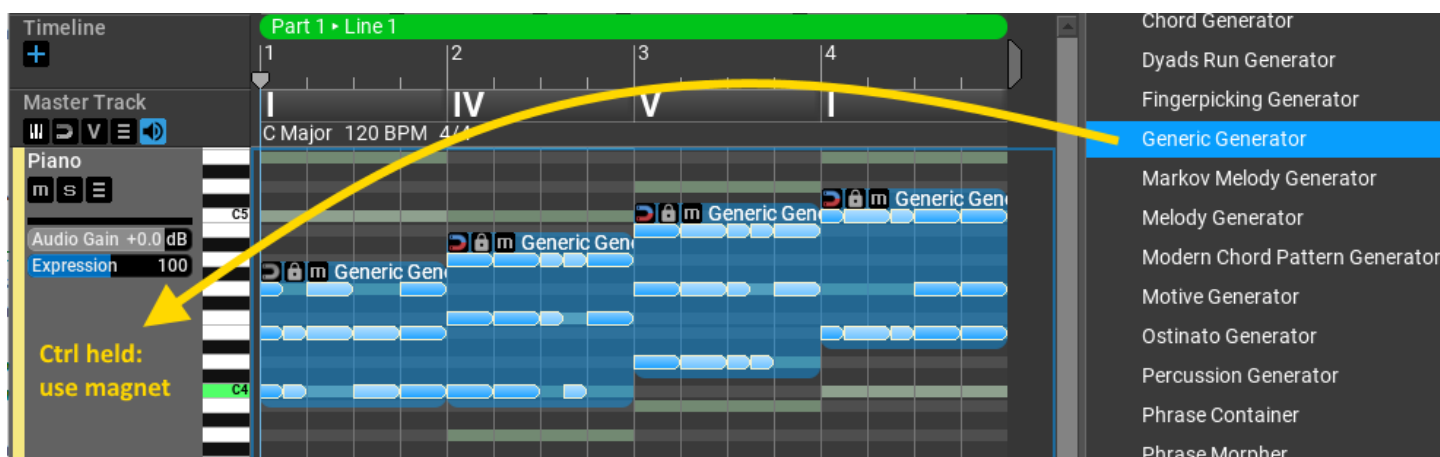 Timeline
Part 1 ▸ Line 1
1 2 3 4
Master Track
I IV V I
V
C Major 120 BPM 4/4
Piano
m s
C5
Audio Gain +0.0 dB
Expression 100
m Generic Gen
m Generic Gen
m Generic Gen
m Generic Gen
Ctrl held:
use magnet
C4
Chord Generator
Dyads Run Generator
Fingerpicking Generator
Generic Generator
Markov Melody Generator
Melody Generator
Modern Chord Pattern Generator
Motive Generator
Ostinato Generator
Percussion Generator
Phrase Container
Phrase Morpher